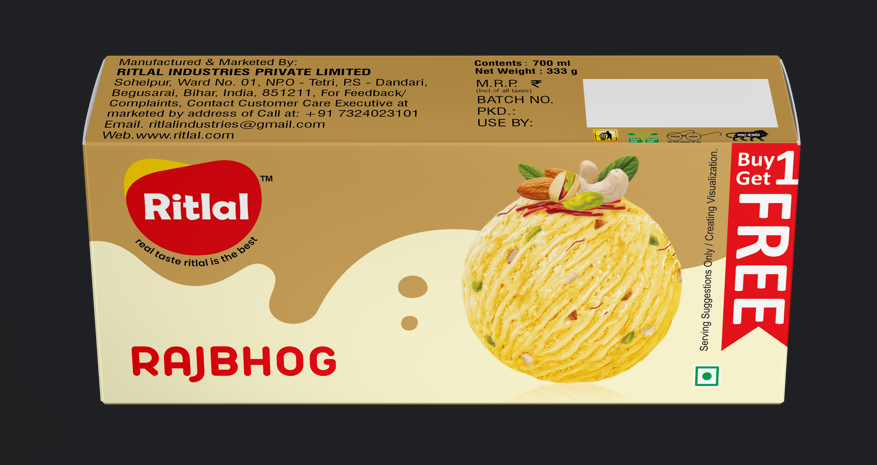 Manufactured & Marketed By:
RITLAL INDUSTRIES PRIVATE LIMITED
Sohelpur, Ward No. 01, NPO - Tetri, PS - Dandari,
Begusarai, Bihar, India, 851211, For Feedback/
Complaints, Contact Customer Care Executive at
marketed by address of Call at: +91 7324023101
Email. ritlalindustries@gmail.com
Web.www.ritlal.com
Contents : 700 ml
Net Weight : 333 g
M.R.P. ₹
(Incl. of all taxes)
BATCH NO.
PKD.:
USE BY:
Ritlal
TM
real taste ritlal is the best
RAJBHOG
Serving Suggestions Only / Creating Visualization.
Buy 1
Get
FREE